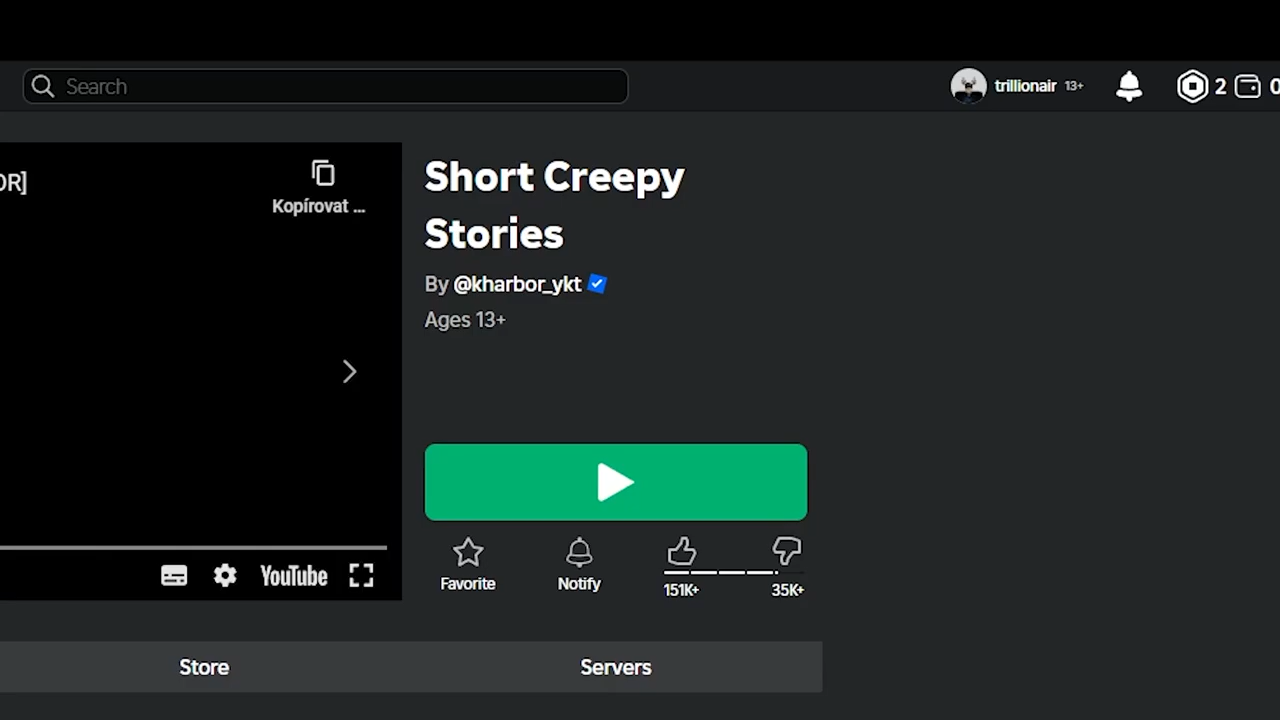 Search
trillionair 13+
2
0
OR]
Kopírovat ...
Short Creepy
Stories
By @kharbor_ykt
Ages 13+
YouTube
Favorite
Notify
151K+
35K+
Store
Servers